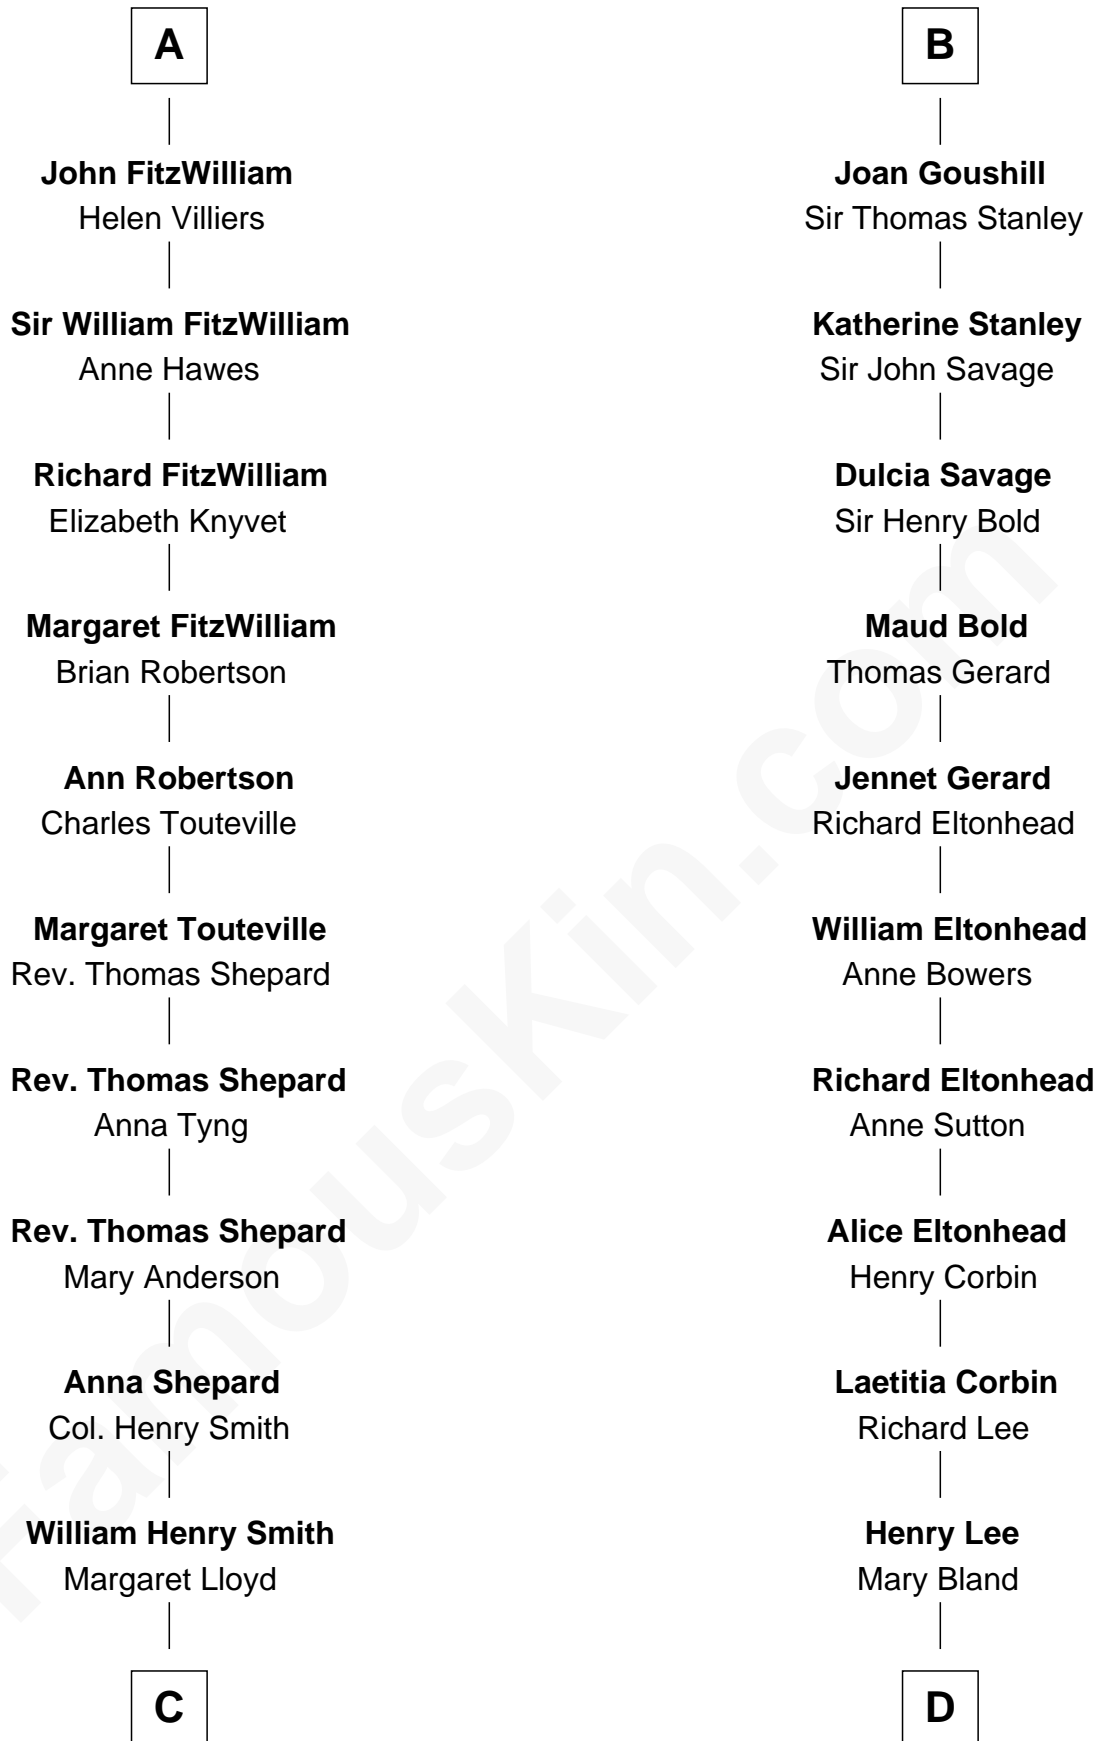 A
John FitzWilliam
Helen Villiers
Sir William FitzWilliam
Anne Hawes
Richard FitzWilliam
Elizabeth Knyvet
Margaret FitzWilliam
Brian Robertson
Ann Robertson
Charles Touteville
Margaret Touteville
Rev. Thomas Shepard
Rev. Thomas Shepard
Anna Tyng
Rev. Thomas Shepard
Mary Anderson
Anna Shepard
Col. Henry Smith
William Henry Smith
Margaret Lloyd
C
B
Joan Goushill
Sir Thomas Stanley
Katherine Stanley
Sir John Savage
Dulcia Savage
Sir Henry Bold
Maud Bold
Thomas Gerard
Jennet Gerard
Richard Eltonhead
William Eltonhead
Anne Bowers
Richard Eltonhead
Anne Sutton
Alice Eltonhead
Henry Corbin
Laetitia Corbin
Richard Lee
Henry Lee
Mary Bland
D
FamousKin.com